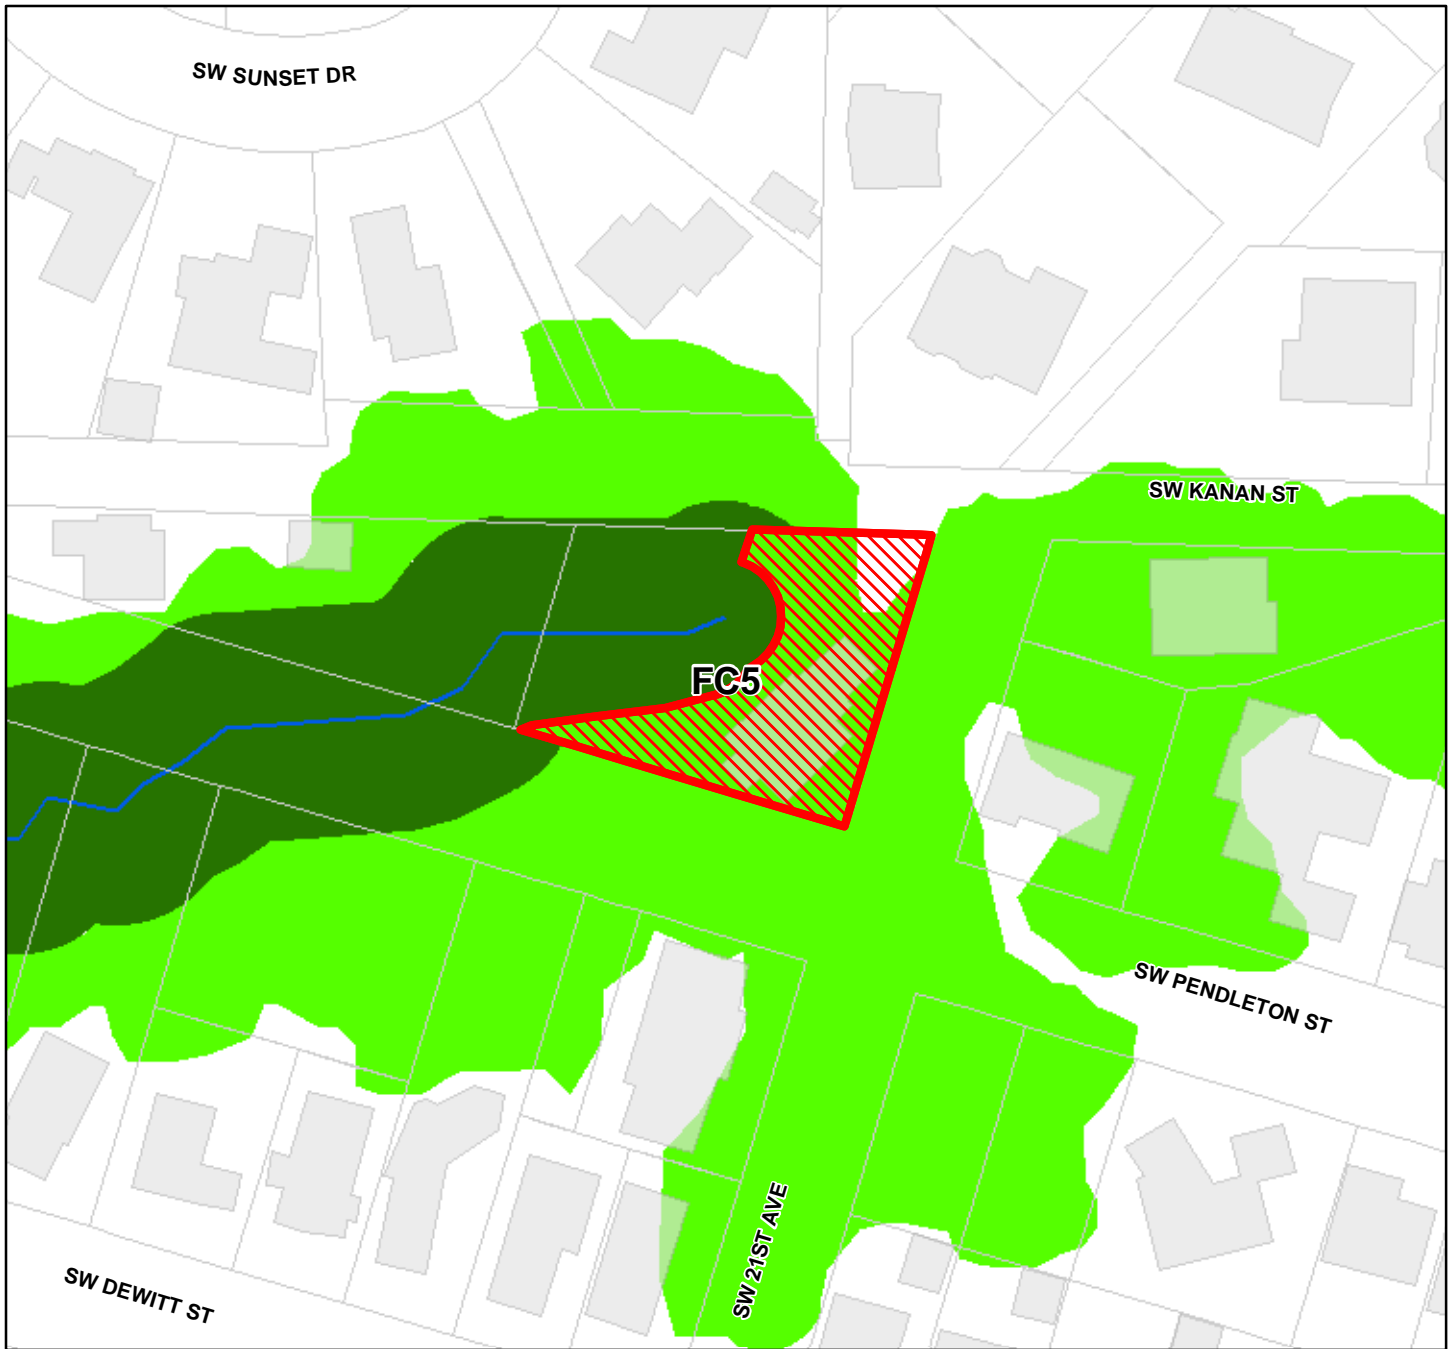 SW SUNSET DR
SW KANAN ST
FC5
SW PENDLETON ST
SW 21ST AVE
SW DEWITT ST